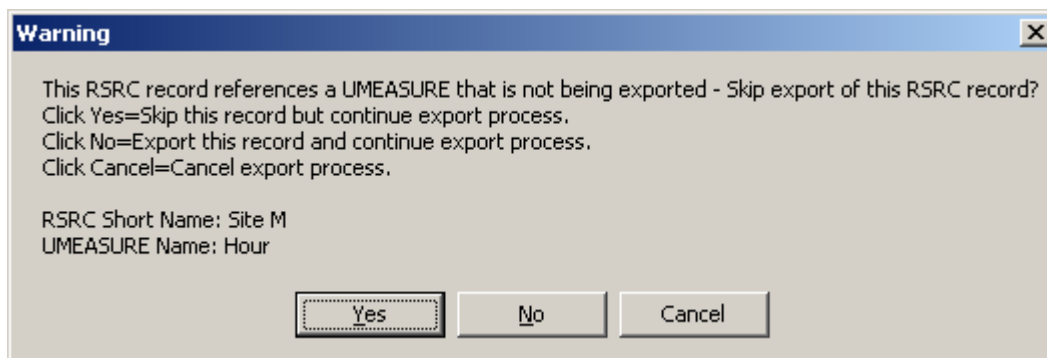 Warning
This RSRC record references a UMEASURE that is not being exported - Skip export of this RSRC record?
Click Yes=Skip this record but continue export process.
Click No=Export this record and continue export process.
Click Cancel=Cancel export process.
RSRC Short Name: Site M
UMEASURE Name: Hour
Yes No Cancel